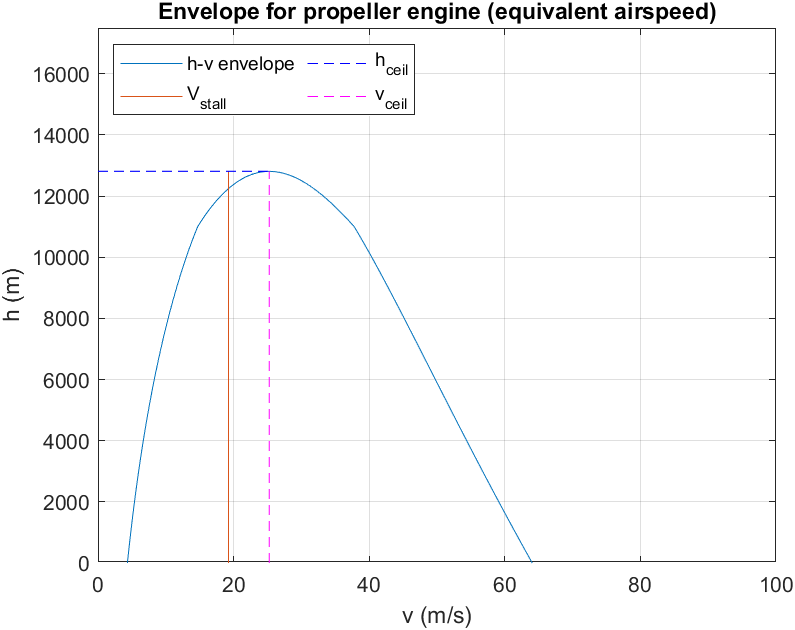 Envelope for propeller engine (equivalent airspeed)
h-v envelope
h_ceil
V_stall
v_ceil
16000
14000
12000
10000
8000
6000
4000
2000
0
h (m)
0 20 40 60 80 100
v (m/s)